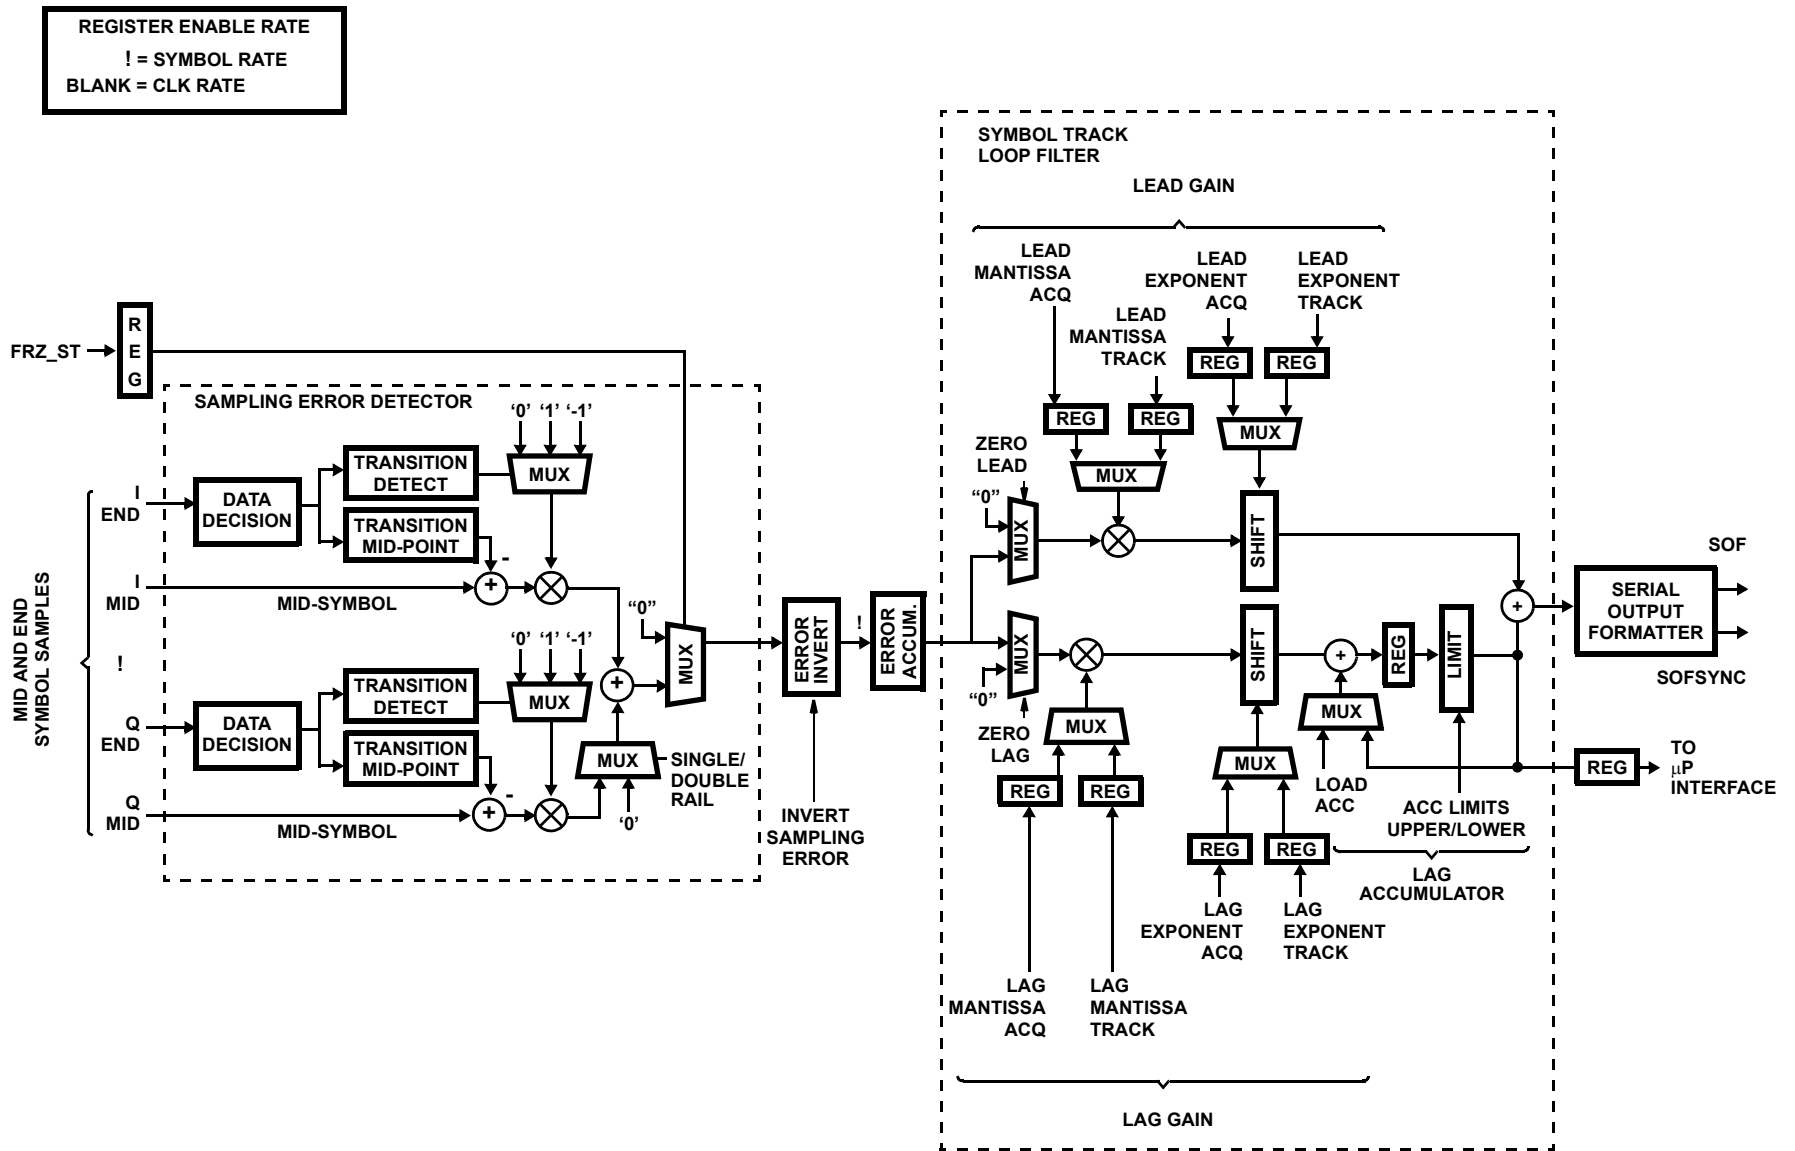 REGISTER ENABLE RATE
! = SYMBOL RATE
BLANK = CLK RATE
SYMBOL TRACK
LOOP FILTER
LEAD GAIN
LEAD
MANTISSA
ACQ
LEAD
MANTISSA
TRACK
LEAD
EXPONENT
ACQ
LEAD
EXPONENT
TRACK
REG
REG
REG
REG
MUX
MUX
FRZ_ST
R
E
G
SAMPLING ERROR DETECTOR
‘0’ ‘1’ ‘-1’
TRANSITION
DETECT
MUX
DATA
DECISION
TRANSITION
MID-POINT
-
+
I
END
I
MID
MID-SYMBOL
MID AND END
SYMBOL SAMPLES
!
‘0’ ‘1’ ‘-1’
TRANSITION
DETECT
MUX
DATA
DECISION
TRANSITION
MID-POINT
-
+
Q
END
Q
MID
MID-SYMBOL
+
MUX
SINGLE/
DOUBLE
RAIL
‘0’
“0”
MUX
ERROR
INVERT
INVERT
SAMPLING
ERROR
!
ERROR
ACCUM.
ZERO
LEAD
“0”
MUX
SHIFT
MUX
“0”
ZERO
LAG
MUX
REG
REG
LAG
MANTISSA
ACQ
LAG
MANTISSA
TRACK
SHIFT
MUX
REG
REG
LAG
EXPONENT
ACQ
LAG
EXPONENT
TRACK
+
REG
LIMIT
MUX
LOAD
ACC
ACC LIMITS
UPPER/LOWER
LAG
ACCUMULATOR
LAG GAIN
+
SERIAL
OUTPUT
FORMATTER
SOF
SOFSYNC
REG
TO
μP
INTERFACE